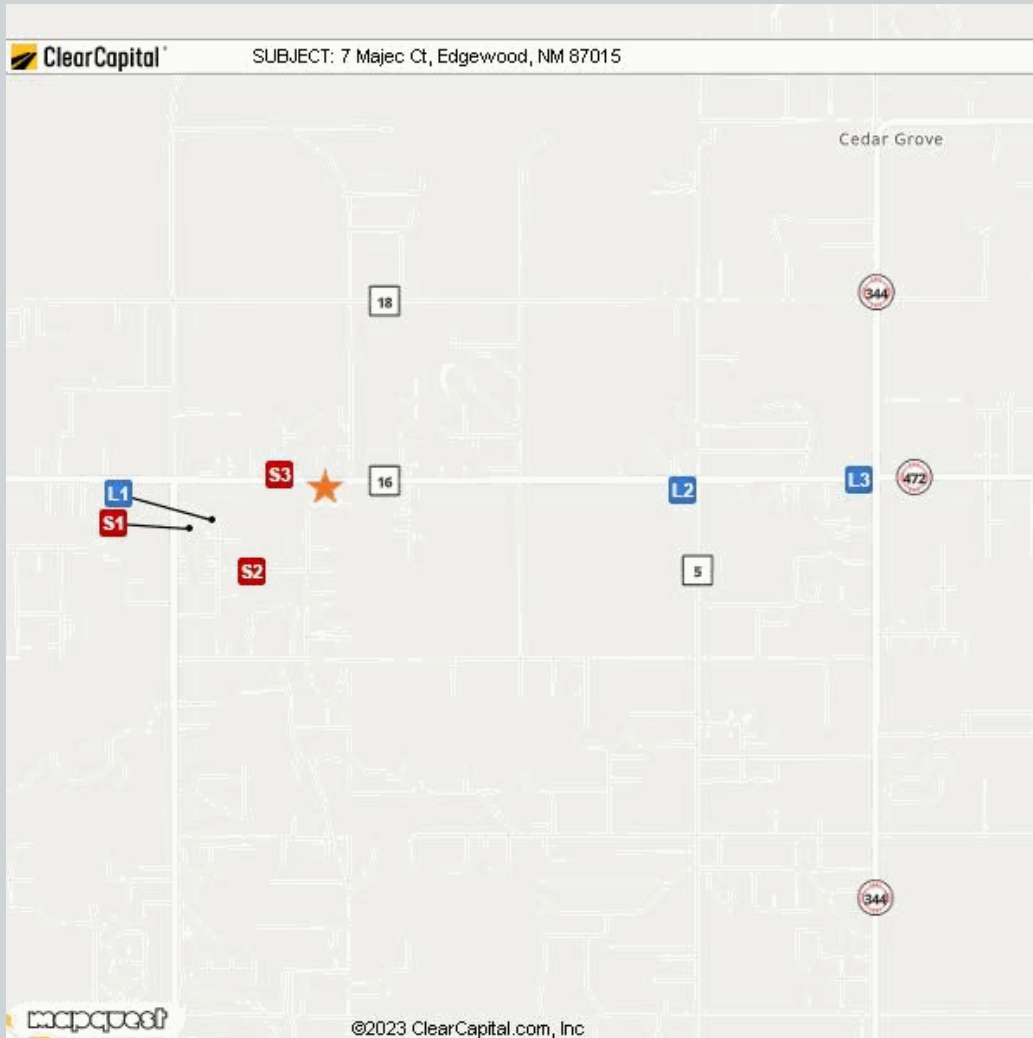 ClearCapital SUBJECT: 7 Majec Ct, Edgewood, NM 87015
Cedar Grove
344
18
S3
16
472
L3
L1
L2
S1
S2
5
344
mapquest
©2023 ClearCapital.com, Inc